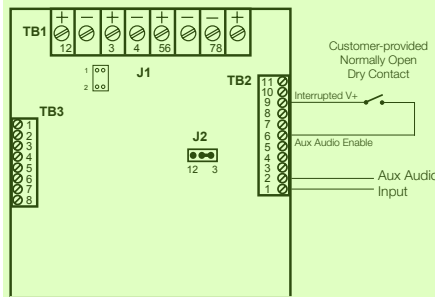 + − + − + − − +
TB1
12 3 4 56 78
J1
1
2
TB2
11
10
9
8
7
6
5
4
3
2
1
TB3
1
2
3
4
5
6
7
8
J2
12 3
Customer-provided
Normally Open
Dry Contact
Interrupted V+
Aux Audio Enable
Aux Audio
Input